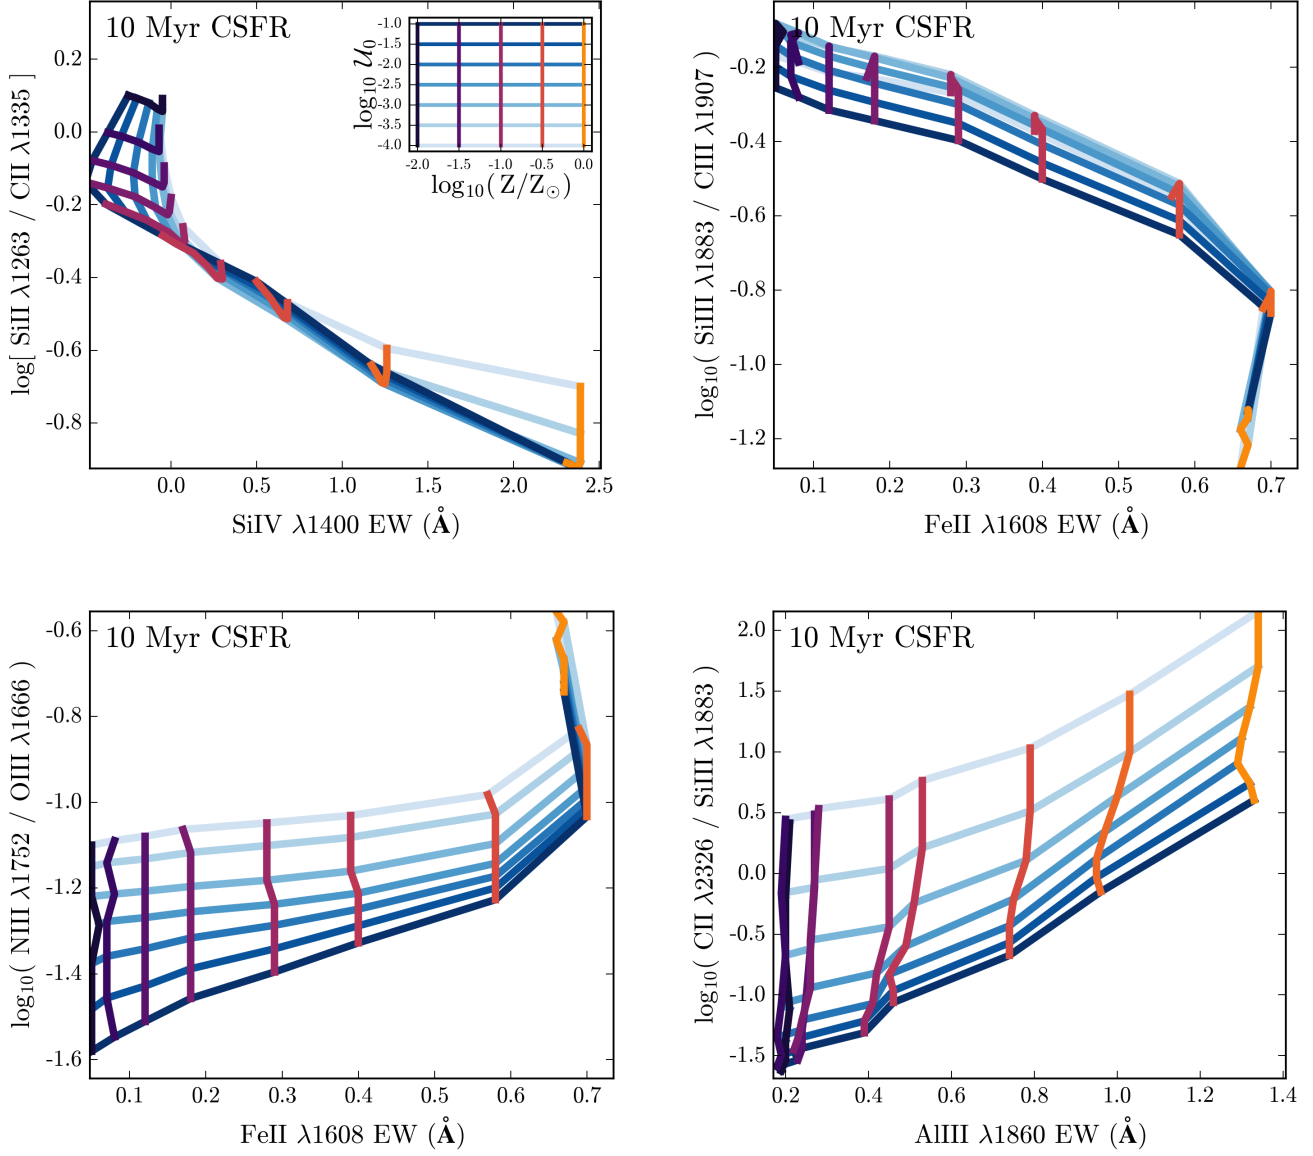 10 Myr CSFR
log[ SiII λ1263 / CII λ1335 ]
0.2
0.0
-0.2
-0.4
-0.6
-0.8
0.0 0.5 1.0 1.5 2.0 2.5
SiIV λ1400 EW (Å)
log₁₀ 𝒰₀
-1.0
-1.5
-2.0
-2.5
-3.0
-3.5
-4.0
-2.0 -1.5 -1.0 -0.5 0.0
log₁₀( Z/Z☉)
10 Myr CSFR
log₁₀( SiIII λ1883 / CIII λ1907 )
-0.2
-0.4
-0.6
-0.8
-1.0
-1.2
0.1 0.2 0.3 0.4 0.5 0.6 0.7
FeII λ1608 EW (Å)
10 Myr CSFR
log₁₀( NIII λ1752 / OIII λ1666 )
-0.6
-0.8
-1.0
-1.2
-1.4
-1.6
0.1 0.2 0.3 0.4 0.5 0.6 0.7
FeII λ1608 EW (Å)
10 Myr CSFR
log₁₀( CII λ2326 / SiIII λ1883 )
2.0
1.5
1.0
0.5
0.0
-0.5
-1.0
-1.5
0.2 0.4 0.6 0.8 1.0 1.2 1.4
AlIII λ1860 EW (Å)